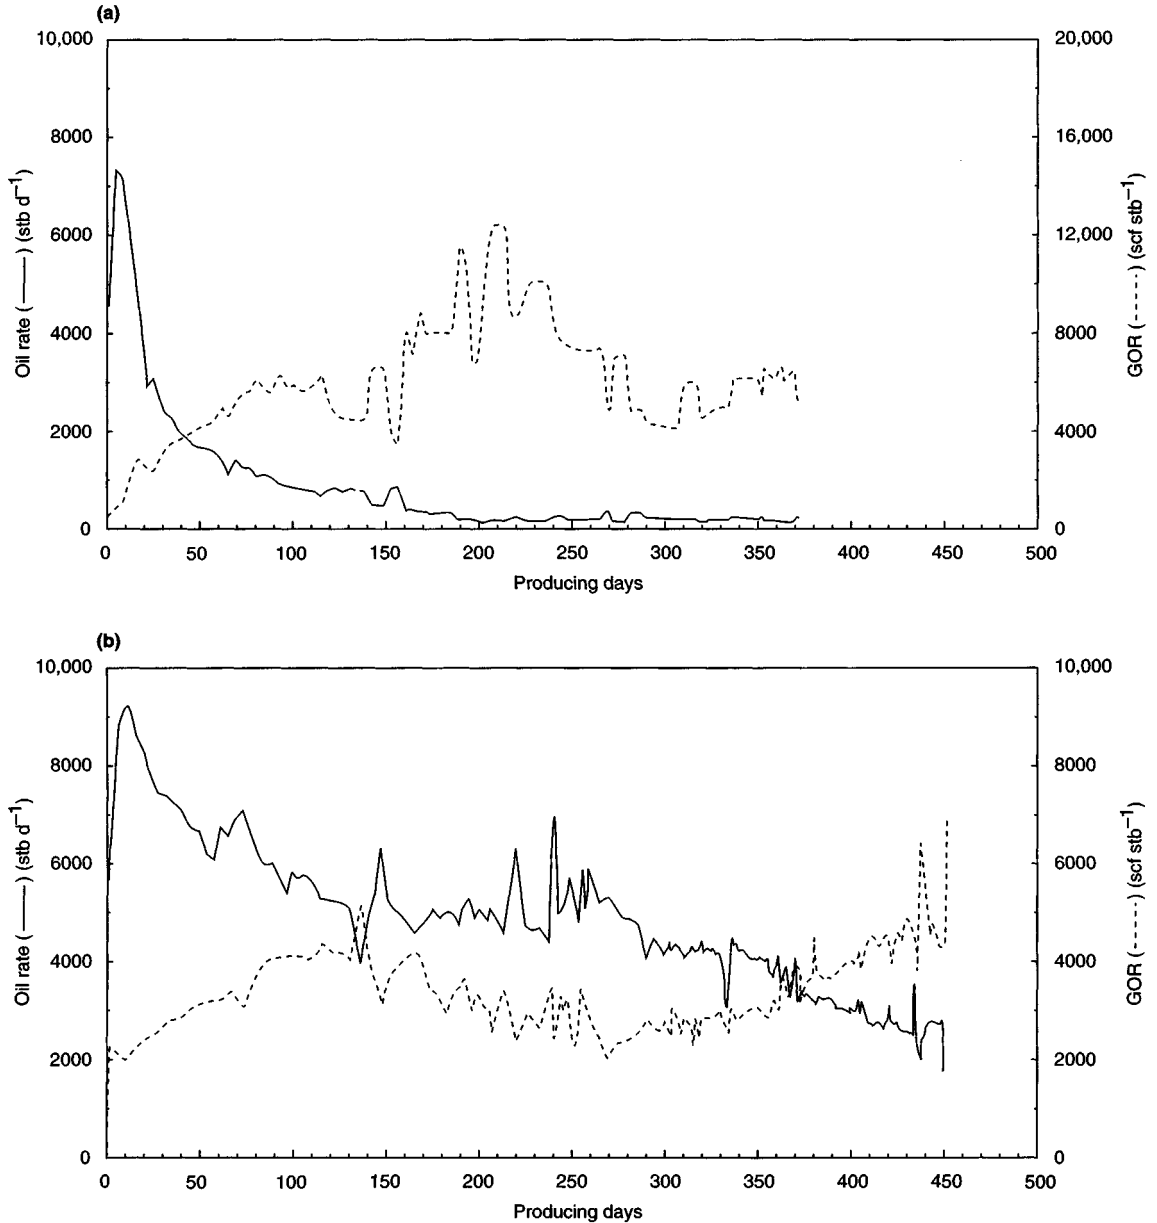 (a)
10,000
8000
6000
4000
2000
0
Oil rate (——) (stb d⁻¹)
20,000
16,000
12,000
8000
4000
0
GOR (-----) (scf stb⁻¹)
0 50 100 150 200 250 300 350 400 450 500
Producing days
(b)
10,000
8000
6000
4000
2000
0
Oil rate (——) (stb d⁻¹)
10,000
8000
6000
4000
2000
0
GOR (-----) (scf stb⁻¹)
0 50 100 150 200 250 300 350 400 450 500
Producing days